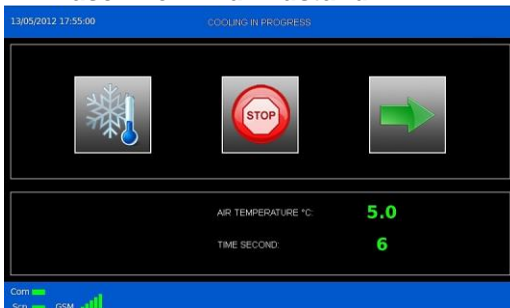 13/05/2012 17:55:00 COOLING IN PROGRESS
STOP
AIR TEMPERATURE °C: 5.0
TIME SECOND: 6
Com
Scp GSM